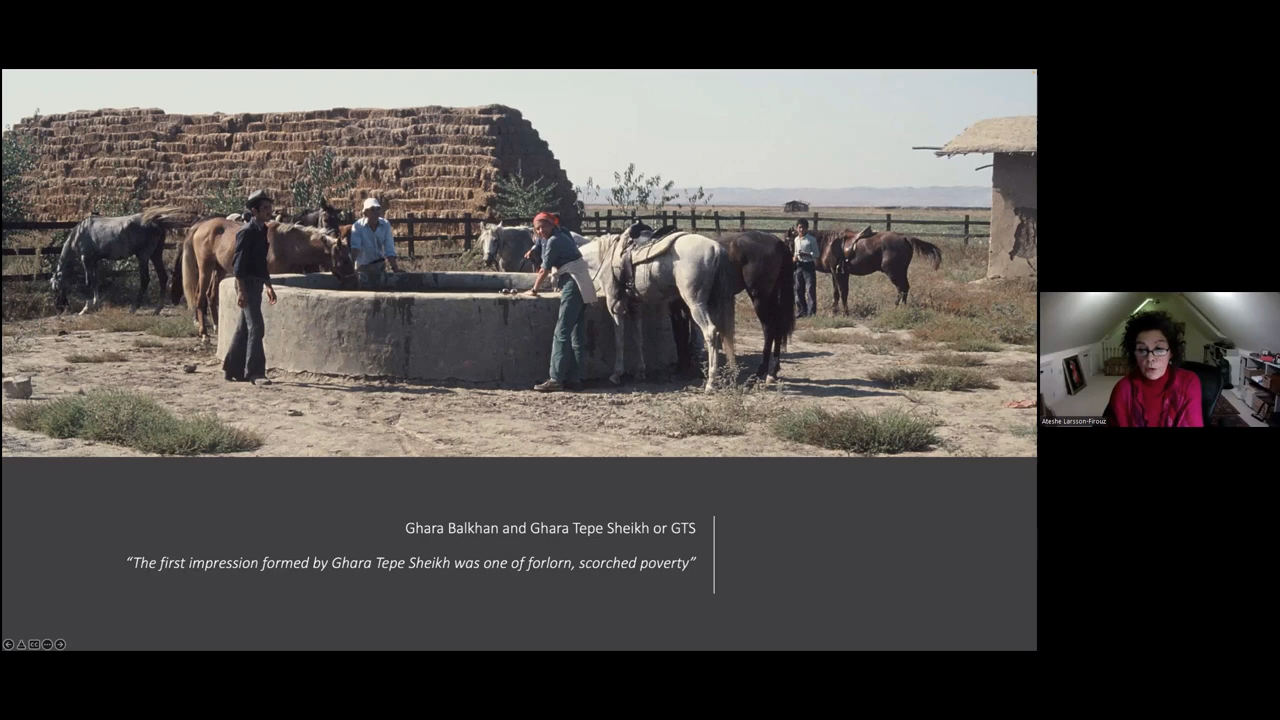 Ghara Balkhan and Ghara Tepe Sheikh or GTS
“The first impression formed by Ghara Tepe Sheikh was one of forlorn, scorched poverty”
Ateshe Larsson-Firouz